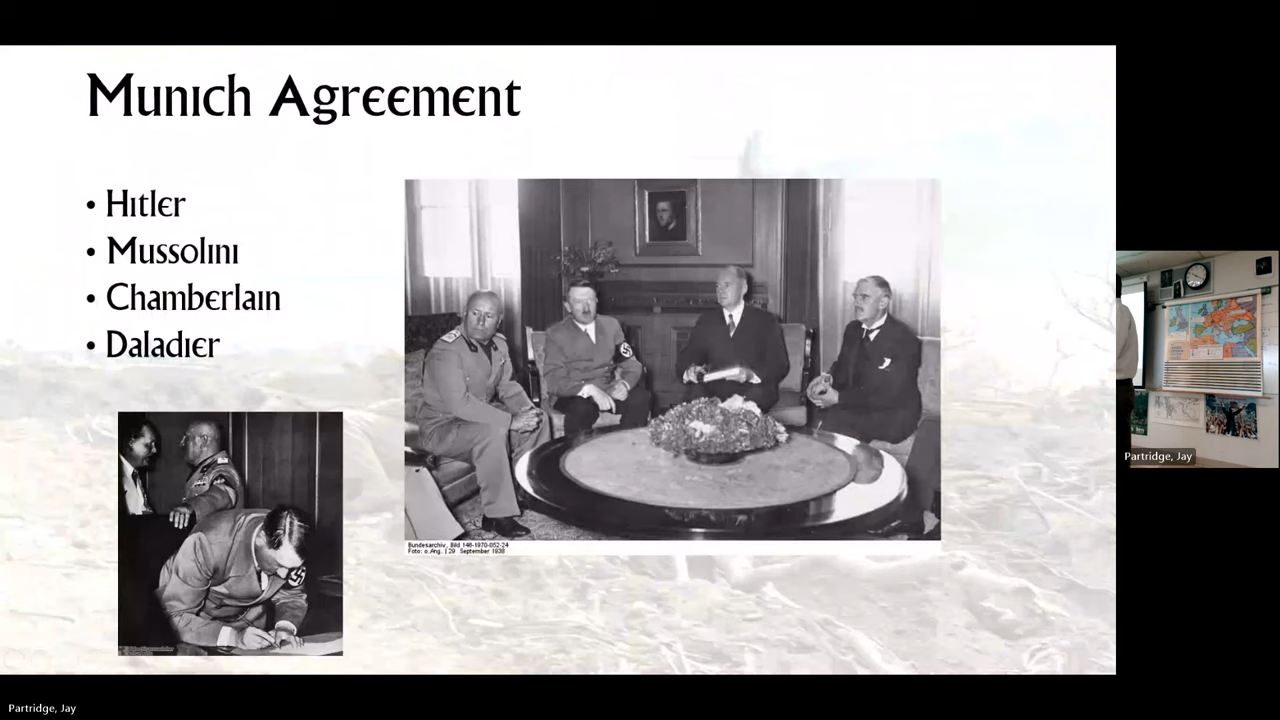 Munich Agreement
• Hitler
• Mussolini
• Chamberlain
• Daladier
Bundesarchiv, Bild 146-1970-052-24
Foto: o.Ang. | 29. September 1938
Partridge, Jay
Partridge, Jay